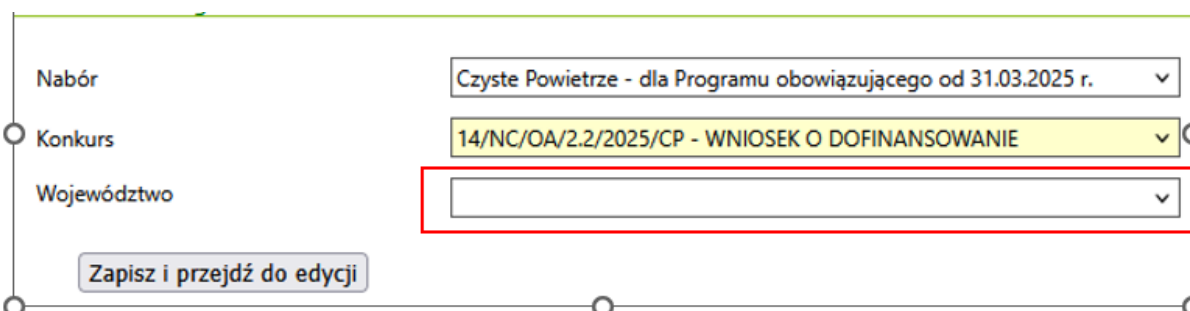 Nabór
Czyste Powietrze - dla Programu obowiązującego od 31.03.2025 r.
Konkurs
14/NC/OA/2.2/2025/CP - WNIOSEK O DOFINANSOWANIE
Województwo
Zapisz i przejdź do edycji